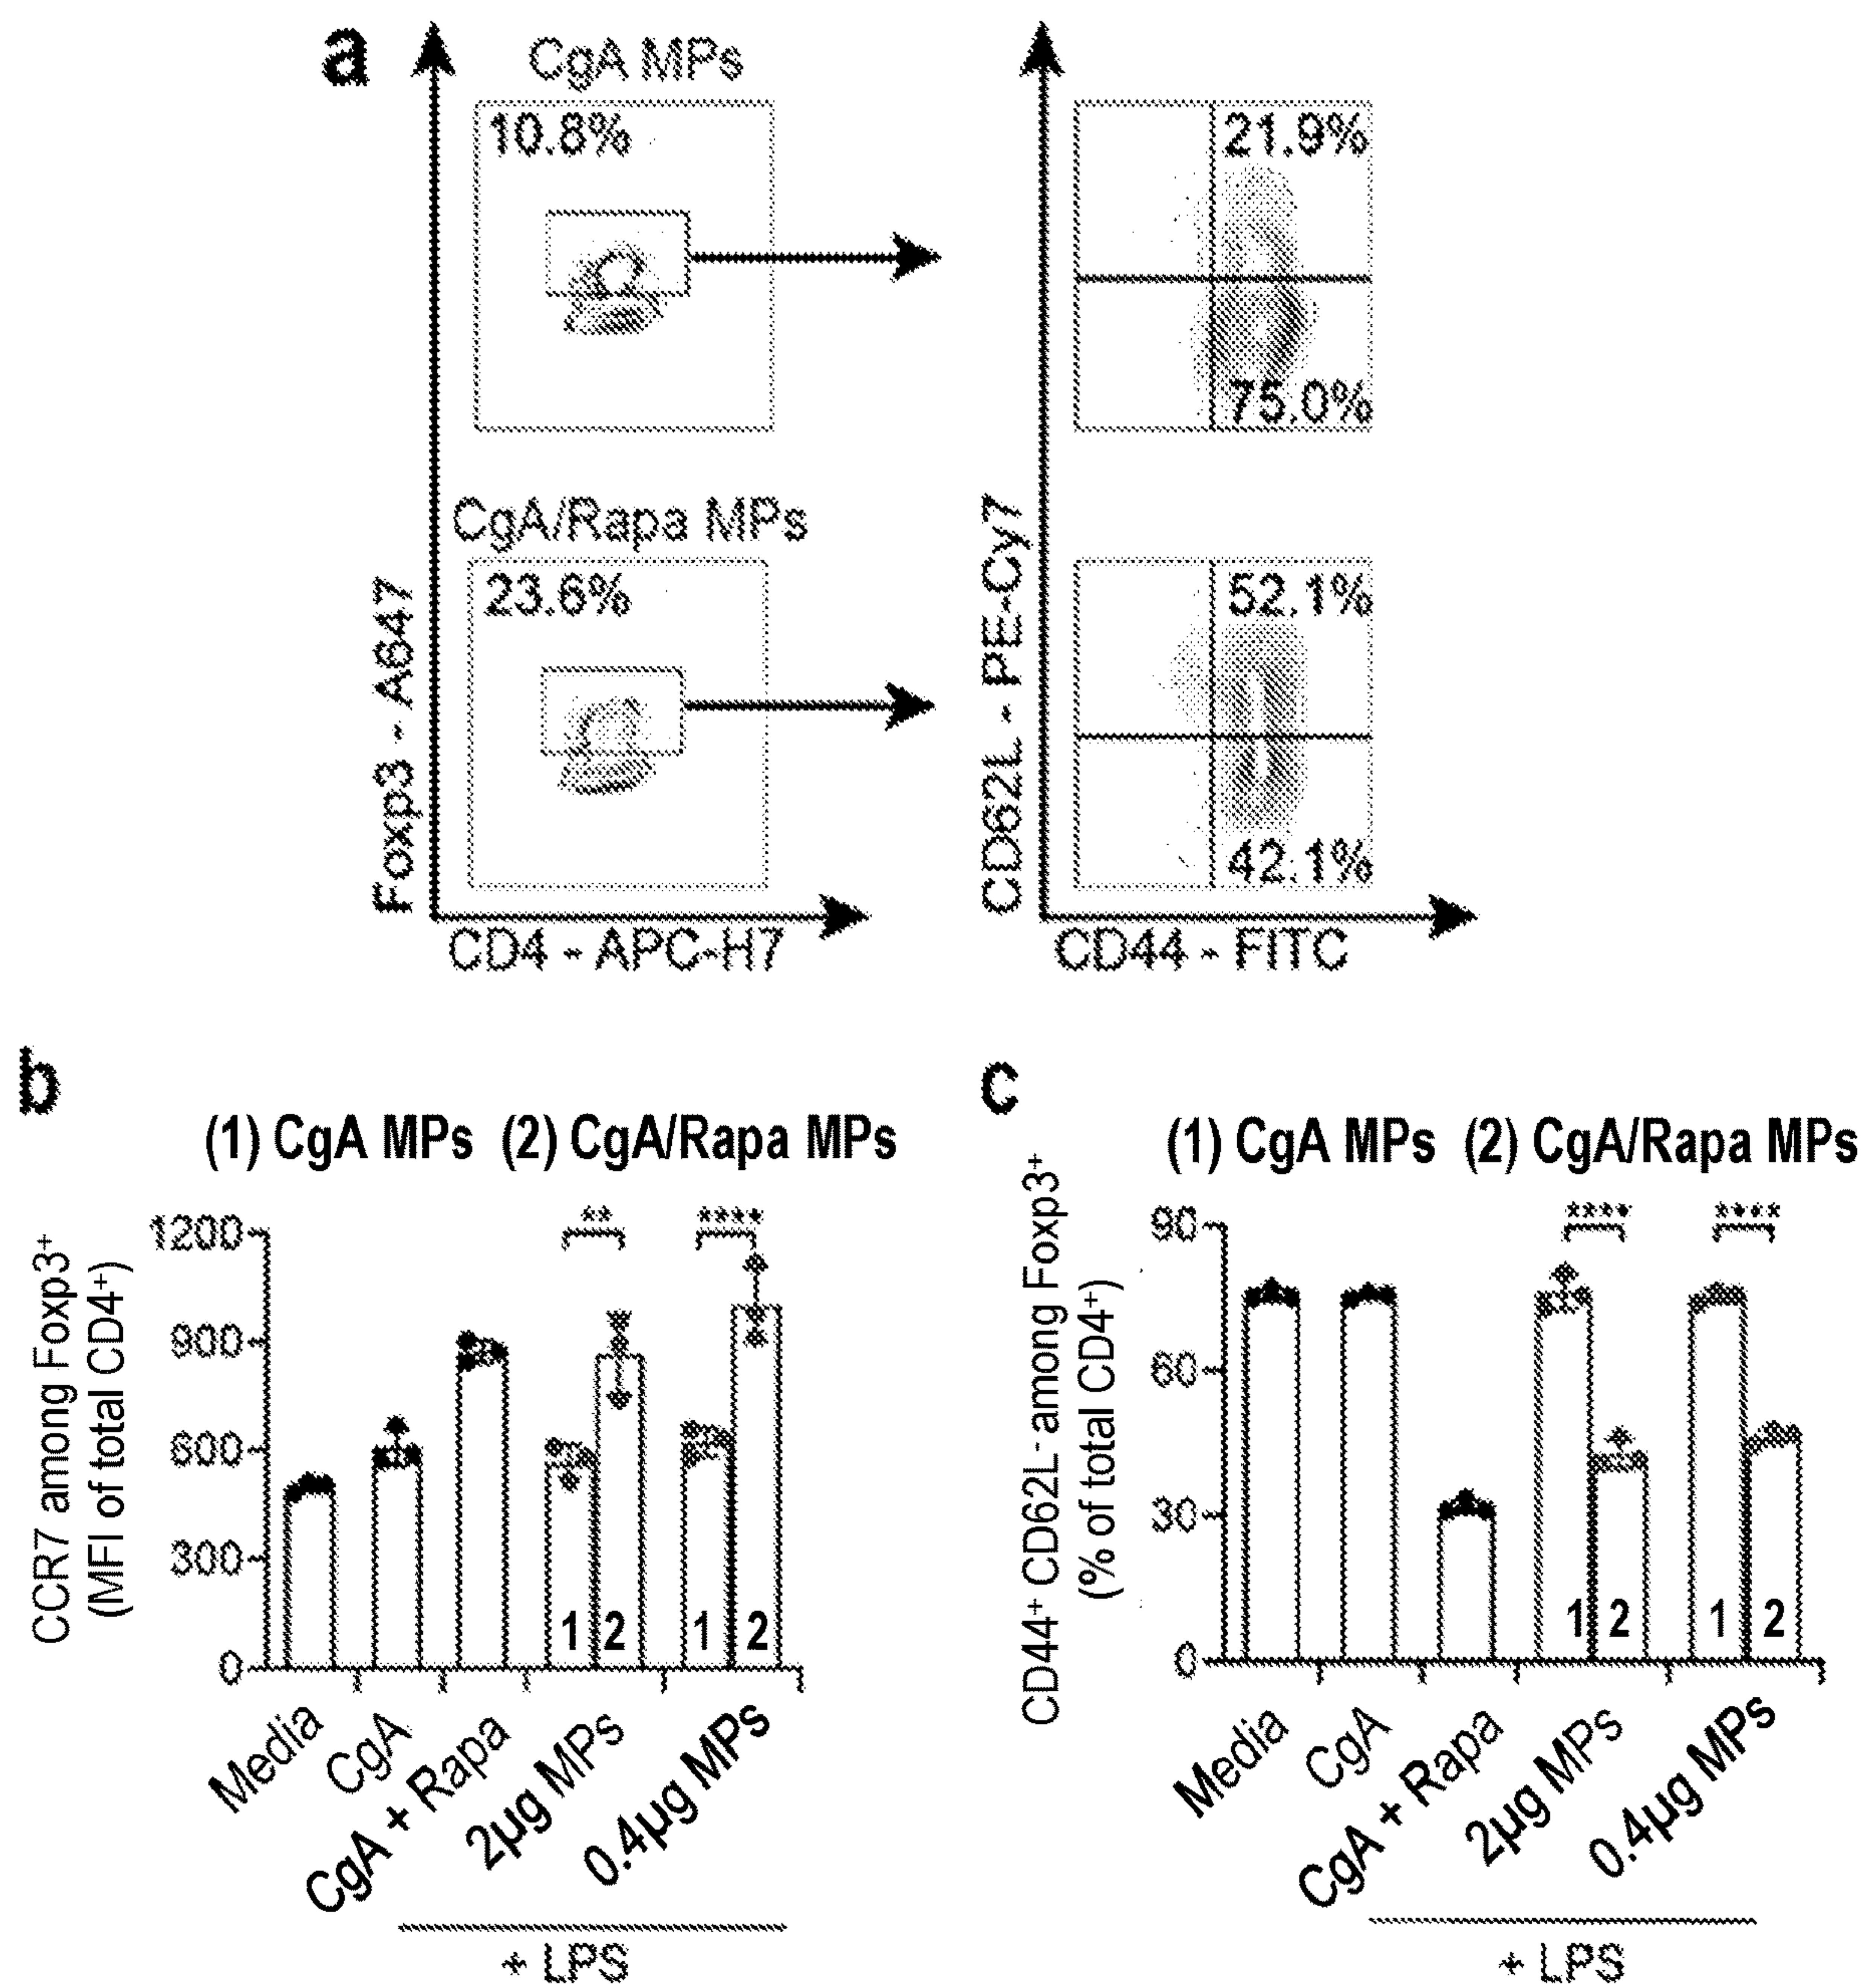 a
CgA MPs
10.8%
21.9%
75.0%
CgA/Rapa MPs
23.6%
52.1%
42.1%
Foxp3 - A647
CD4 - APC-H7
CD62L - PE-Cy7
CD44 - FITC
b
(1) CgA MPs (2) CgA/Rapa MPs
CCR7 among Foxp3⁺
(MFI of total CD4⁺)
1200
900
600
300
0
**
****
1 2
1 2
Media
CgA
CgA + Rapa
2µg MPs
0.4µg MPs
+ LPS
c
(1) CgA MPs (2) CgA/Rapa MPs
CD44⁺ CD62L⁻ among Foxp3⁺
(% of total CD4⁺)
90
60
30
0
****
****
1 2
1 2
Media
CgA
CgA + Rapa
2µg MPs
0.4µg MPs
+ LPS